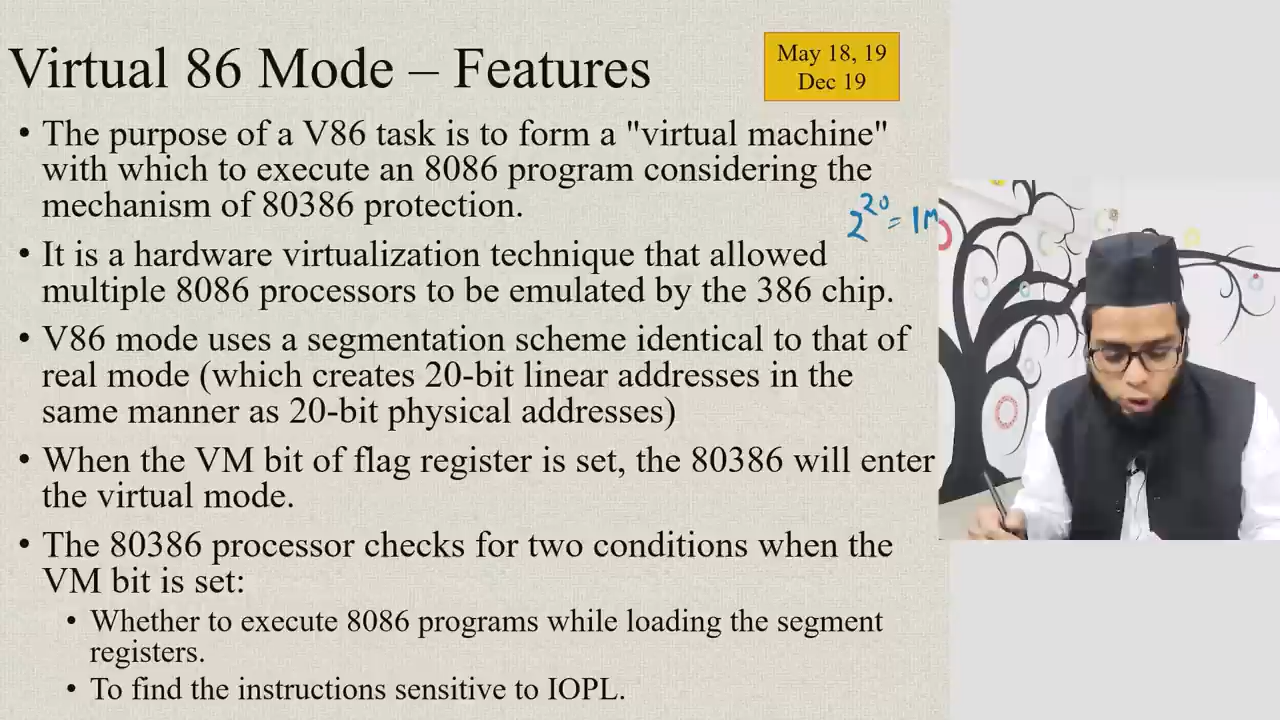 Virtual 86 Mode – Features
May 18, 19
Dec 19
• The purpose of a V86 task is to form a "virtual machine"
with which to execute an 8086 program considering the
mechanism of 80386 protection.
2^20 = 1M
• It is a hardware virtualization technique that allowed
multiple 8086 processors to be emulated by the 386 chip.
• V86 mode uses a segmentation scheme identical to that of
real mode (which creates 20-bit linear addresses in the
same manner as 20-bit physical addresses)
• When the VM bit of flag register is set, the 80386 will enter
the virtual mode.
• The 80386 processor checks for two conditions when the
VM bit is set:
• Whether to execute 8086 programs while loading the segment
registers.
• To find the instructions sensitive to IOPL.